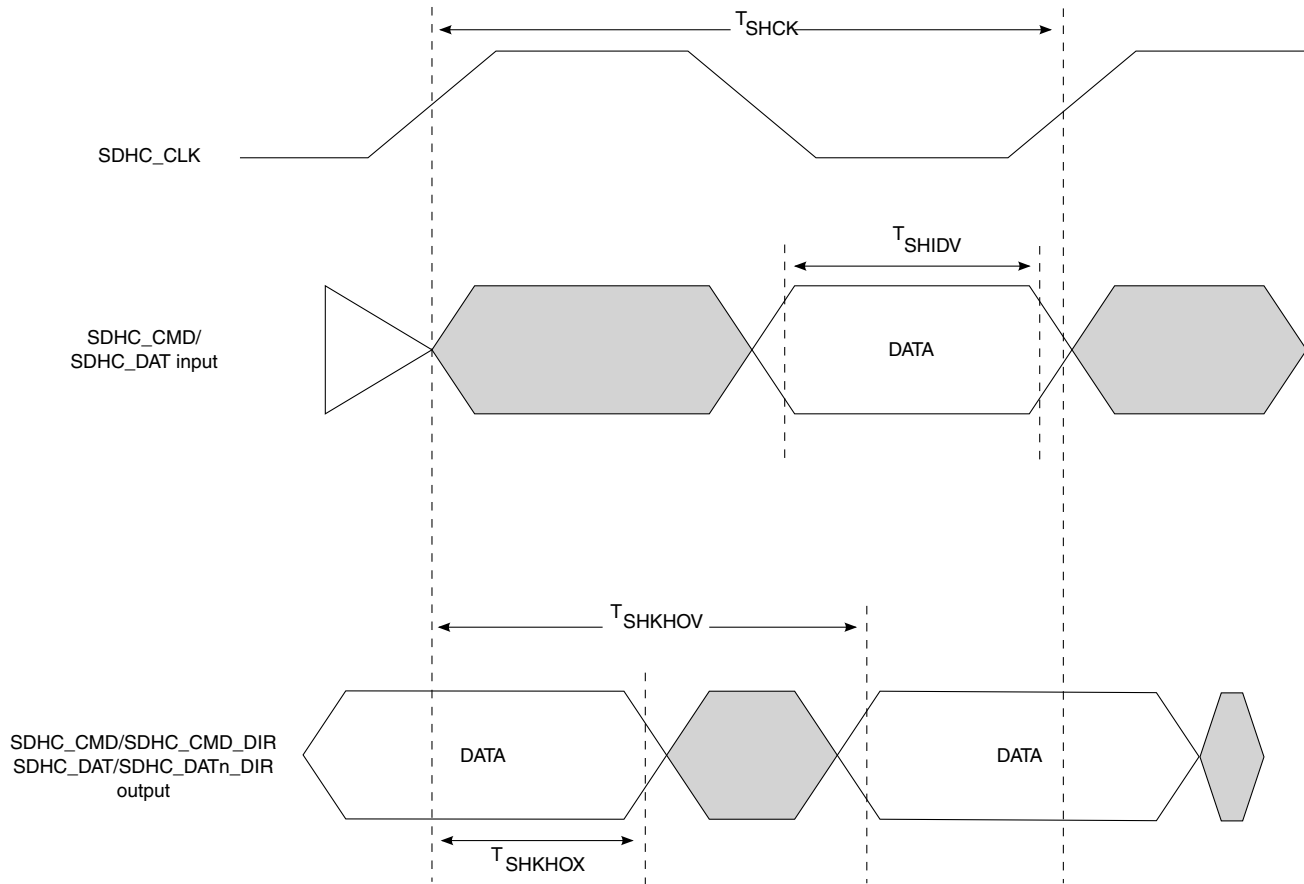 TSHCK
SDHC_CLK
TSHIDV
SDHC_CMD/
SDHC_DAT input
DATA
TSHKHOV
SDHC_CMD/SDHC_CMD_DIR
SDHC_DAT/SDHC_DATn_DIR
output
DATA
DATA
TSHKHOX